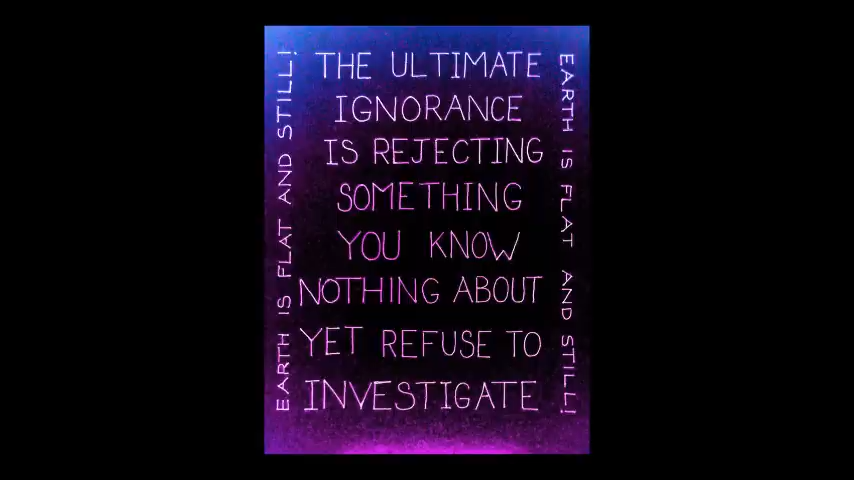 THE ULTIMATE
IGNORANCE
IS REJECTING
SOMETHING
YOU KNOW
NOTHING ABOUT
YET REFUSE TO
INVESTIGATE
EARTH IS FLAT AND STILL!
EARTH IS FLAT AND STILL!